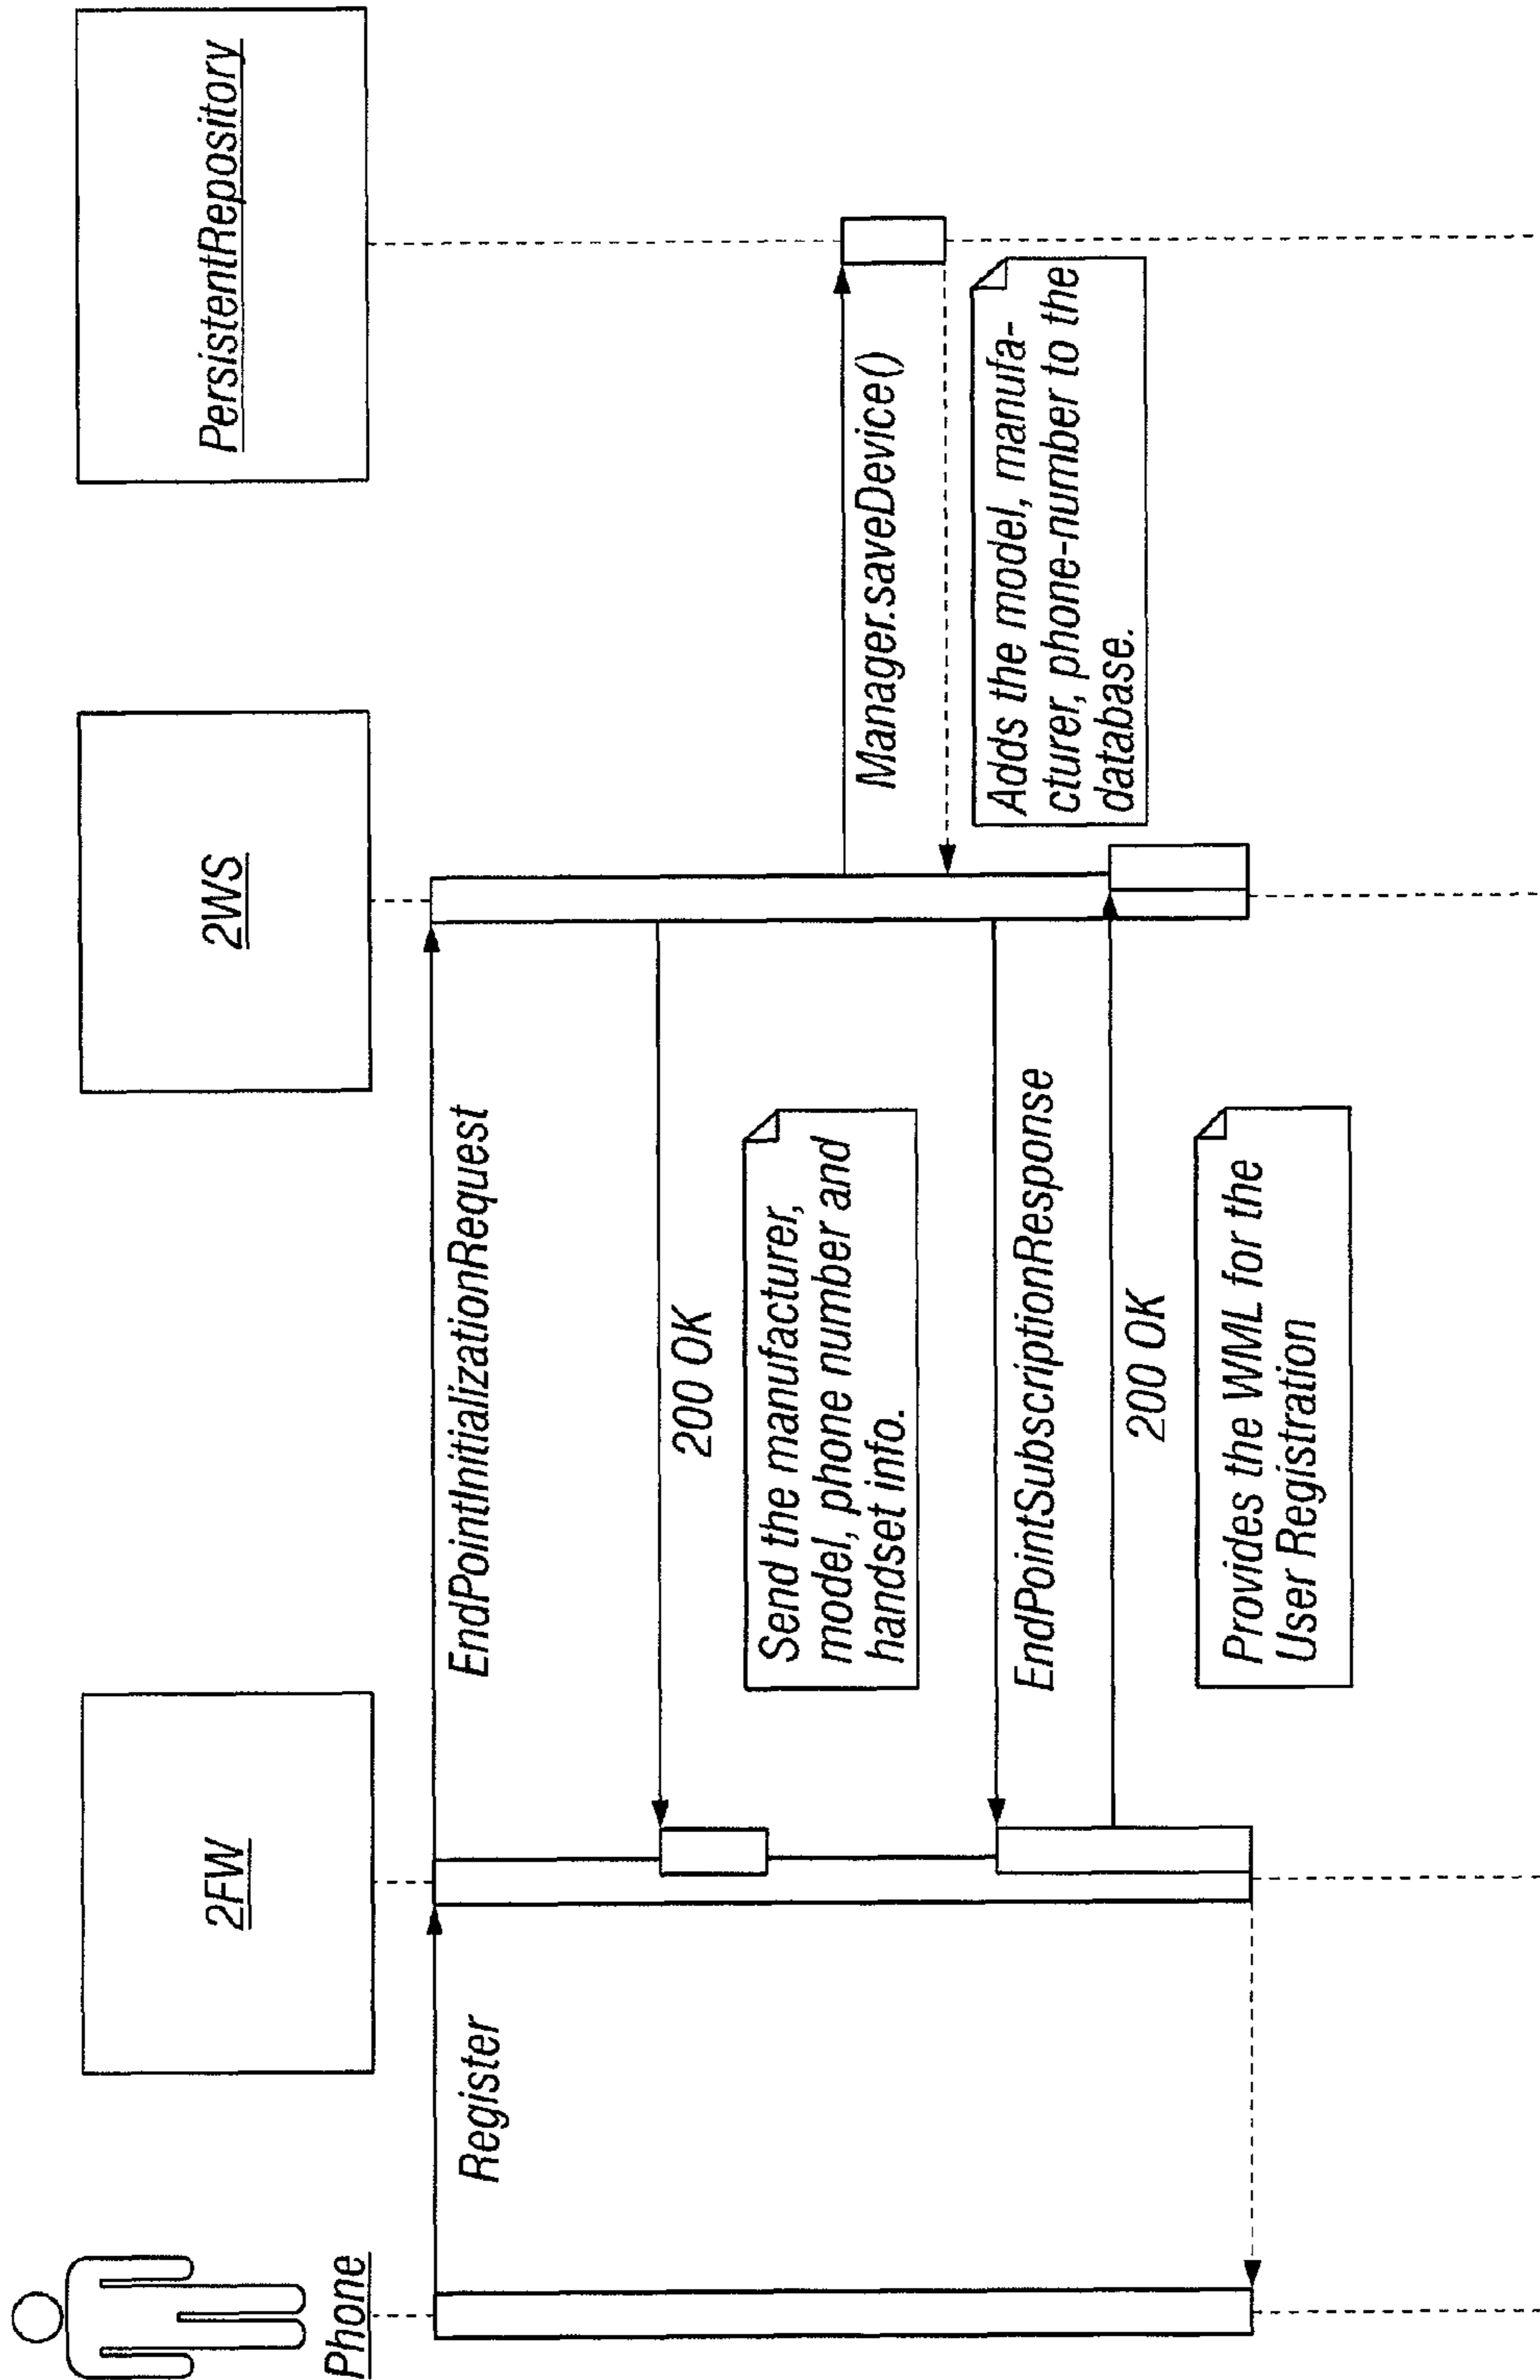 Phone
2FW
2WS
PersistentRepository
Register
EndPointInitializationRequest
200 OK
Send the manufacturer,
model, phone number and
handset info.
Manager.saveDevice()
Adds the model, manufa-
cturer, phone-number to the
database.
EndPointSubscriptionResponse
200 OK
Provides the WML for the
User Registration